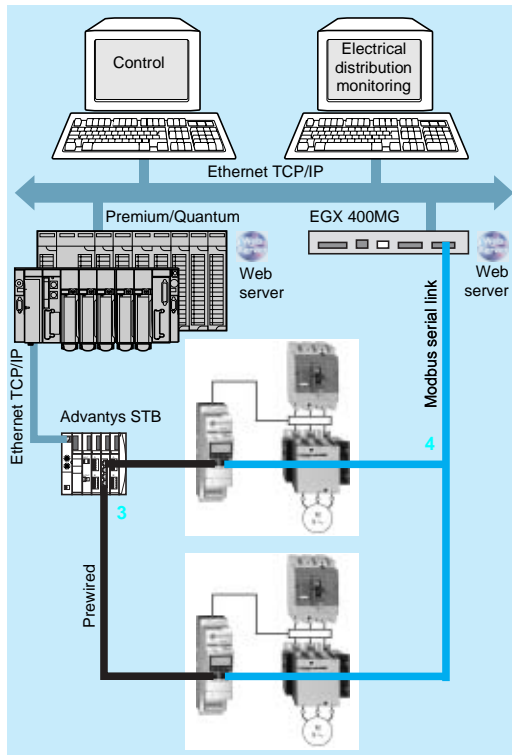 Control
Electrical
distribution
monitoring
Ethernet TCP/IP
Premium/Quantum
EGX 400MG
Web
server
Web
server
Ethernet TCP/IP
Modbus serial link
Advantys STB
4
3
Prewired